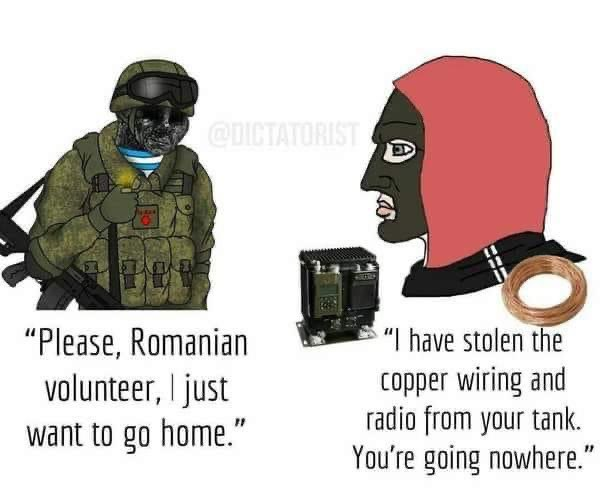 @DICTATORIST
“Please, Romanian
volunteer, I just
want to go home.”
“I have stolen the
copper wiring and
radio from your tank.
You’re going nowhere.”